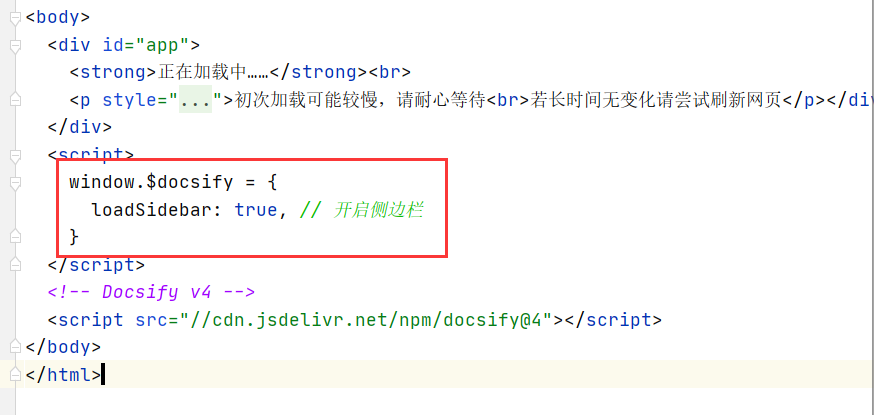 <body>
<div id="app">
<strong>正在加载中……</strong><br>
<p style="...">初次加载可能较慢，请耐心等待<br>若长时间无变化请尝试刷新网页</p></di
</div>
<script>
window.$docsify = {
loadSidebar: true, // 开启侧边栏
}
</script>
<!-- Docsify v4 -->
<script src="//cdn.jsdelivr.net/npm/docsify@4"></script>
</body>
</html>